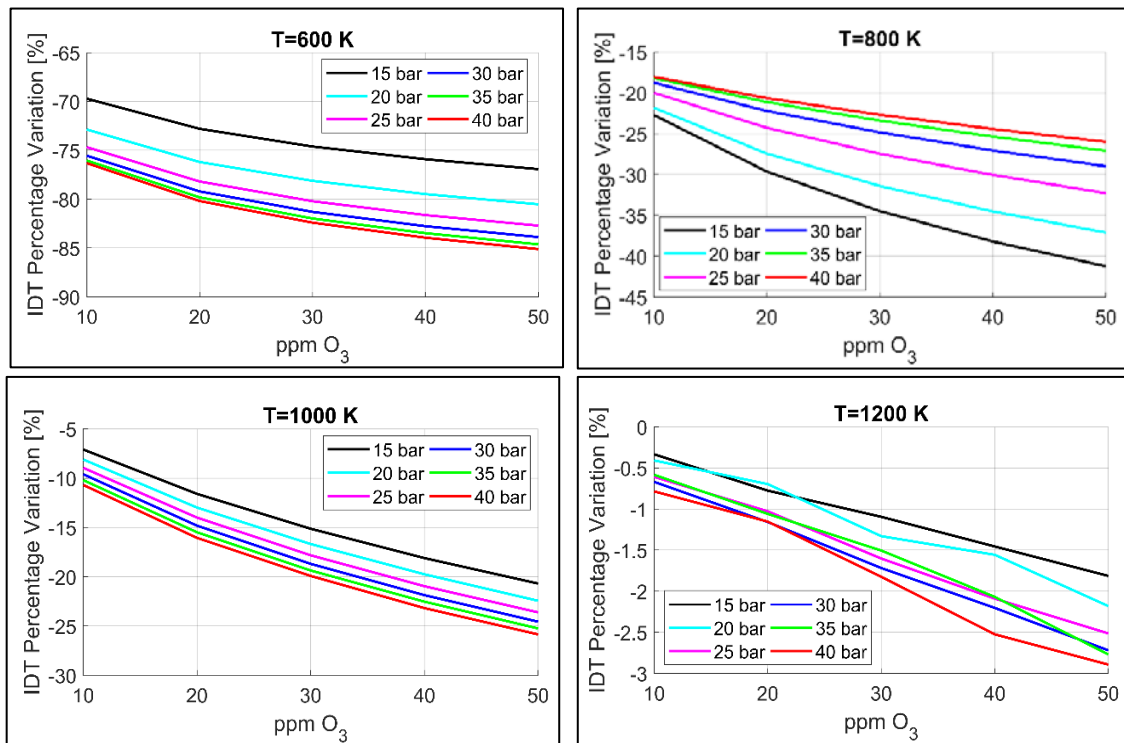 T=600 K
IDT Percentage Variation [%]
-65
-70
-75
-80
-85
-90
15 bar 30 bar
20 bar 35 bar
25 bar 40 bar
10 20 30 40 50
ppm O₃
T=800 K
IDT Percentage Variation [%]
-15
-20
-25
-30
-35
-40
-45
15 bar 30 bar
20 bar 35 bar
25 bar 40 bar
10 20 30 40 50
ppm O₃
T=1000 K
IDT Percentage Variation [%]
-5
-10
-15
-20
-25
-30
15 bar 30 bar
20 bar 35 bar
25 bar 40 bar
10 20 30 40 50
ppm O₃
T=1200 K
IDT Percentage Variation [%]
0
-0.5
-1
-1.5
-2
-2.5
-3
15 bar 30 bar
20 bar 35 bar
25 bar 40 bar
10 20 30 40 50
ppm O₃